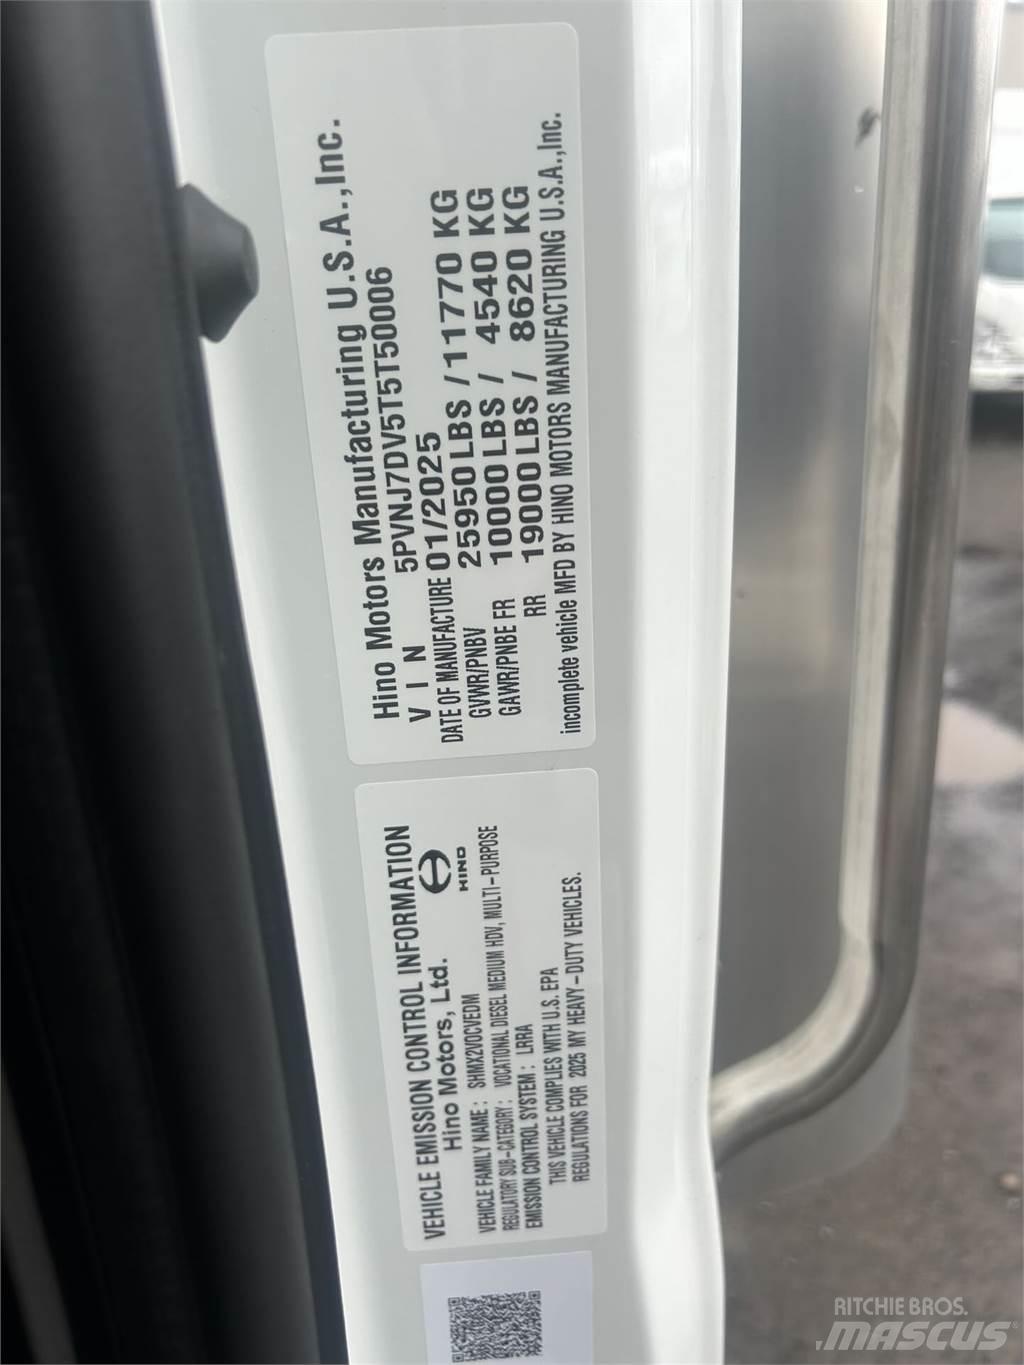 Hino Motors Manufacturing U.S.A.,Inc.
V I N 5PVNJ7DV5T5T50006
DATE OF MANUFACTURE 01/2025
GVWR/PNBV 25950 LBS / 11770 KG
GAWR/PNBE FR 10000 LBS / 4540 KG
RR 19000 LBS / 8620 KG
incomplete vehicle MFD BY HINO MOTORS MANUFACTURING U.S.A.,Inc.
VEHICLE EMISSION CONTROL INFORMATION
Hino Motors, Ltd.
HINO
VEHICLE FAMILY NAME : SHMX2VOCVEDM
REGULATORY SUB-CATEGORY : VOCATIONAL DIESEL MEDIUM HDV, MULTI-PURPOSE
EMISSION CONTROL SYSTEM : LRRA
THIS VEHICLE COMPLIES WITH U.S. EPA
REGULATIONS FOR 2025 MY HEAVY-DUTY VEHICLES.
RITCHIE BROS.
MASCUS